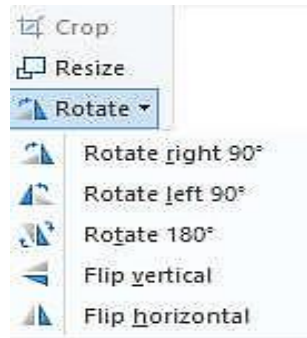 Crop
Resize
Rotate
Rotate right 90°
Rotate left 90°
Rotate 180°
Flip vertical
Flip horizontal